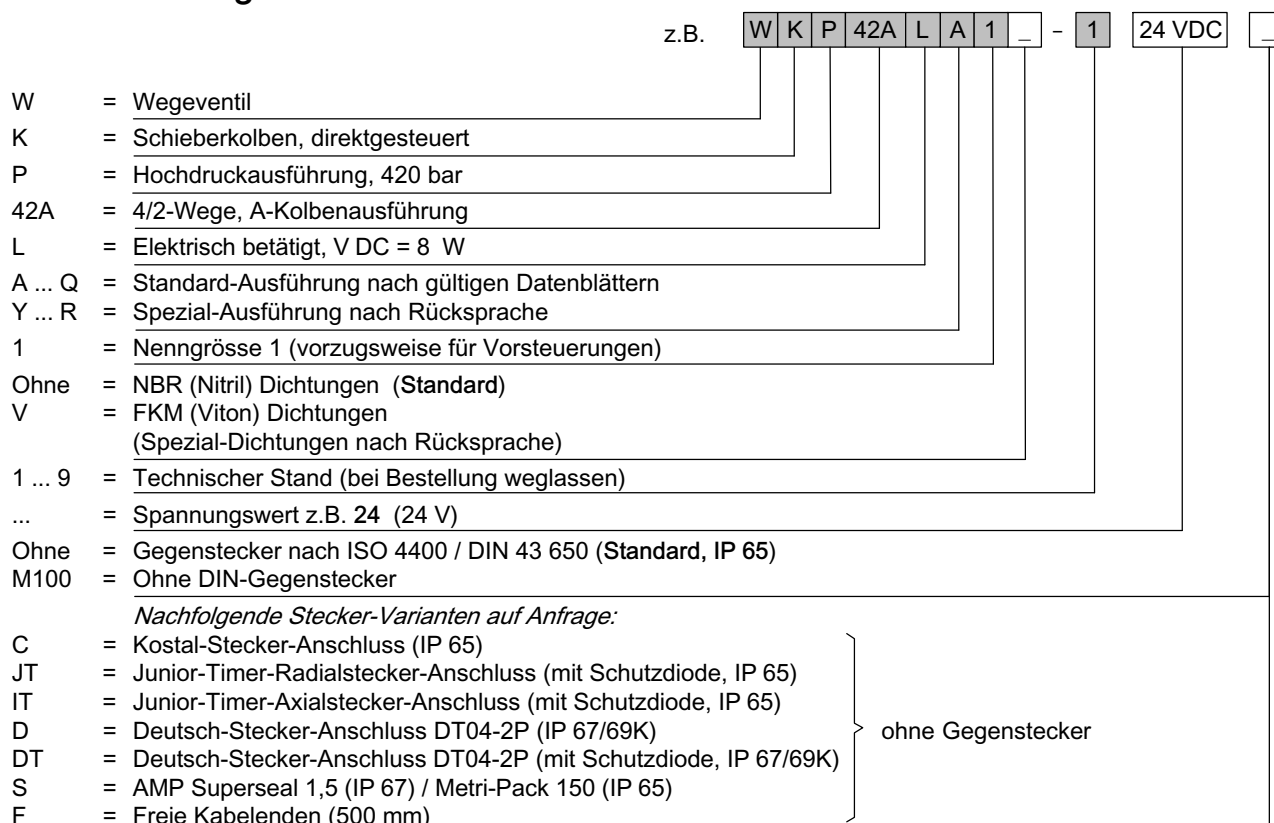 z.B. W K P 42A L A 1 _ - 1 24 VDC _
W = Wegeventil
K = Schieberkolben, direktgesteuert
P = Hochdruckausführung, 420 bar
42A = 4/2-Wege, A-Kolbenausführung
L = Elektrisch betätigt, V DC = 8 W
A ... Q = Standard-Ausführung nach gültigen Datenblättern
Y ... R = Spezial-Ausführung nach Rücksprache
1 = Nenngrösse 1 (vorzugsweise für Vorsteuerungen)
Ohne = NBR (Nitril) Dichtungen (Standard)
V = FKM (Viton) Dichtungen
(Spezial-Dichtungen nach Rücksprache)
1 ... 9 = Technischer Stand (bei Bestellung weglassen)
... = Spannungswert z.B. 24 (24 V)
Ohne = Gegenstecker nach ISO 4400 / DIN 43 650 (Standard, IP 65)
M100 = Ohne DIN-Gegenstecker
Nachfolgende Stecker-Varianten auf Anfrage:
C = Kostal-Stecker-Anschluss (IP 65)
JT = Junior-Timer-Radialstecker-Anschluss (mit Schutzdiode, IP 65)
IT = Junior-Timer-Axialstecker-Anschluss (mit Schutzdiode, IP 65)
D = Deutsch-Stecker-Anschluss DT04-2P (IP 67/69K) ohne Gegenstecker
DT = Deutsch-Stecker-Anschluss DT04-2P (mit Schutzdiode, IP 67/69K)
S = AMP Superseal 1,5 (IP 67) / Metri-Pack 150 (IP 65)
F = Freie Kabelenden (500 mm)